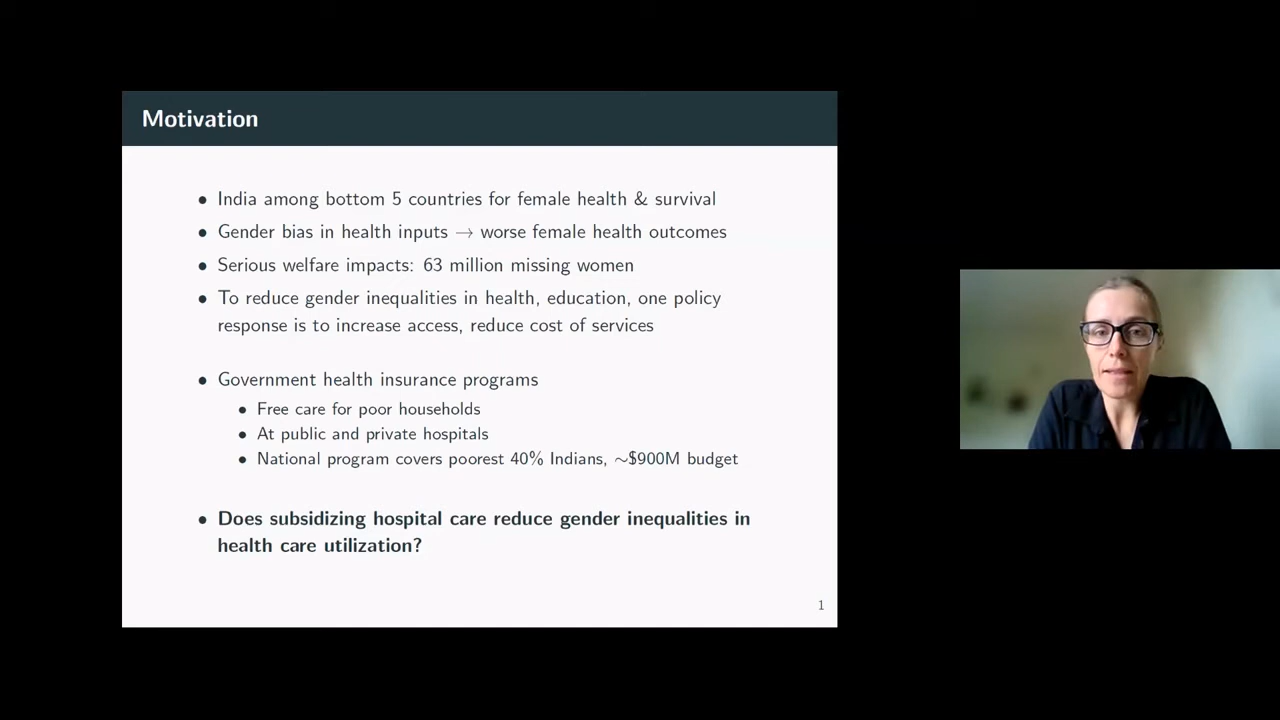 Motivation
• India among bottom 5 countries for female health & survival
• Gender bias in health inputs → worse female health outcomes
• Serious welfare impacts: 63 million missing women
• To reduce gender inequalities in health, education, one policy
response is to increase access, reduce cost of services
• Government health insurance programs
• Free care for poor households
• At public and private hospitals
• National program covers poorest 40% Indians, ~$900M budget
• Does subsidizing hospital care reduce gender inequalities in
health care utilization?
1